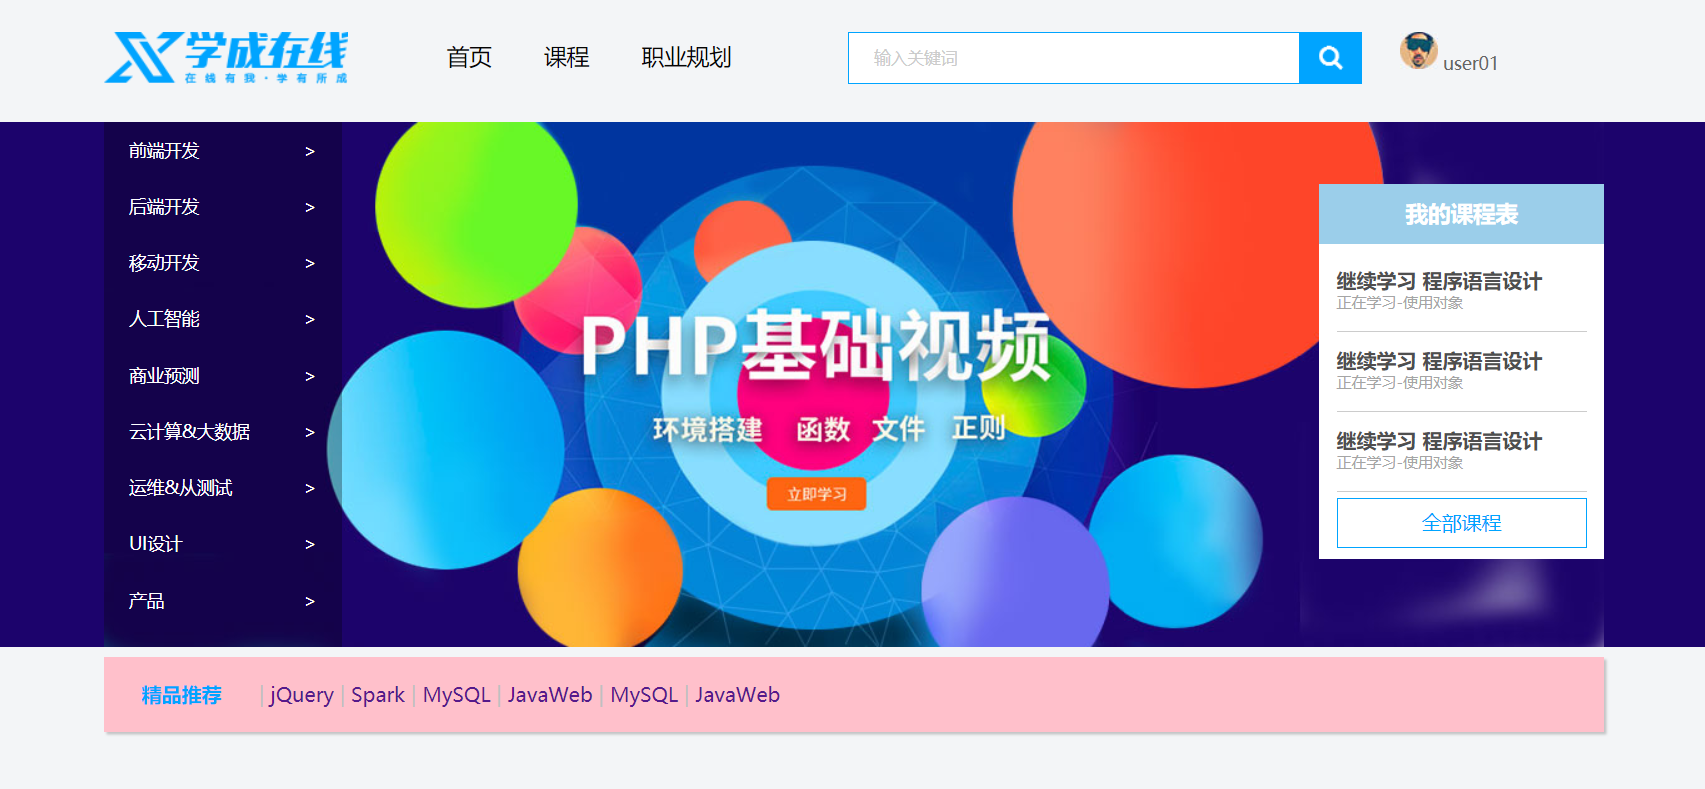 学成在线
在线有我·学有所成
首页 课程 职业规划
输入关键词
user01
前端开发 >
后端开发 >
移动开发 >
人工智能 >
商业预测 >
云计算&大数据 >
运维&从测试 >
UI设计 >
产品 >
PHP基础视频
环境搭建 函数 文件 正则
立即学习
我的课程表
继续学习 程序语言设计
正在学习-使用对象
继续学习 程序语言设计
正在学习-使用对象
继续学习 程序语言设计
正在学习-使用对象
全部课程
精品推荐 | jQuery | Spark | MySQL | JavaWeb | MySQL | JavaWeb